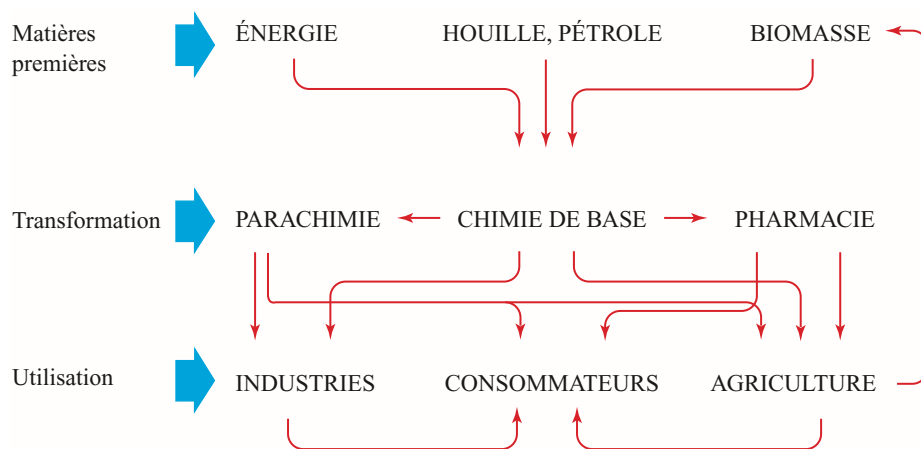 Matières
premières
ÉNERGIE
HOUILLE, PÉTROLE
BIOMASSE
Transformation
PARACHIMIE
CHIMIE DE BASE
PHARMACIE
Utilisation
INDUSTRIES
CONSOMMATEURS
AGRICULTURE